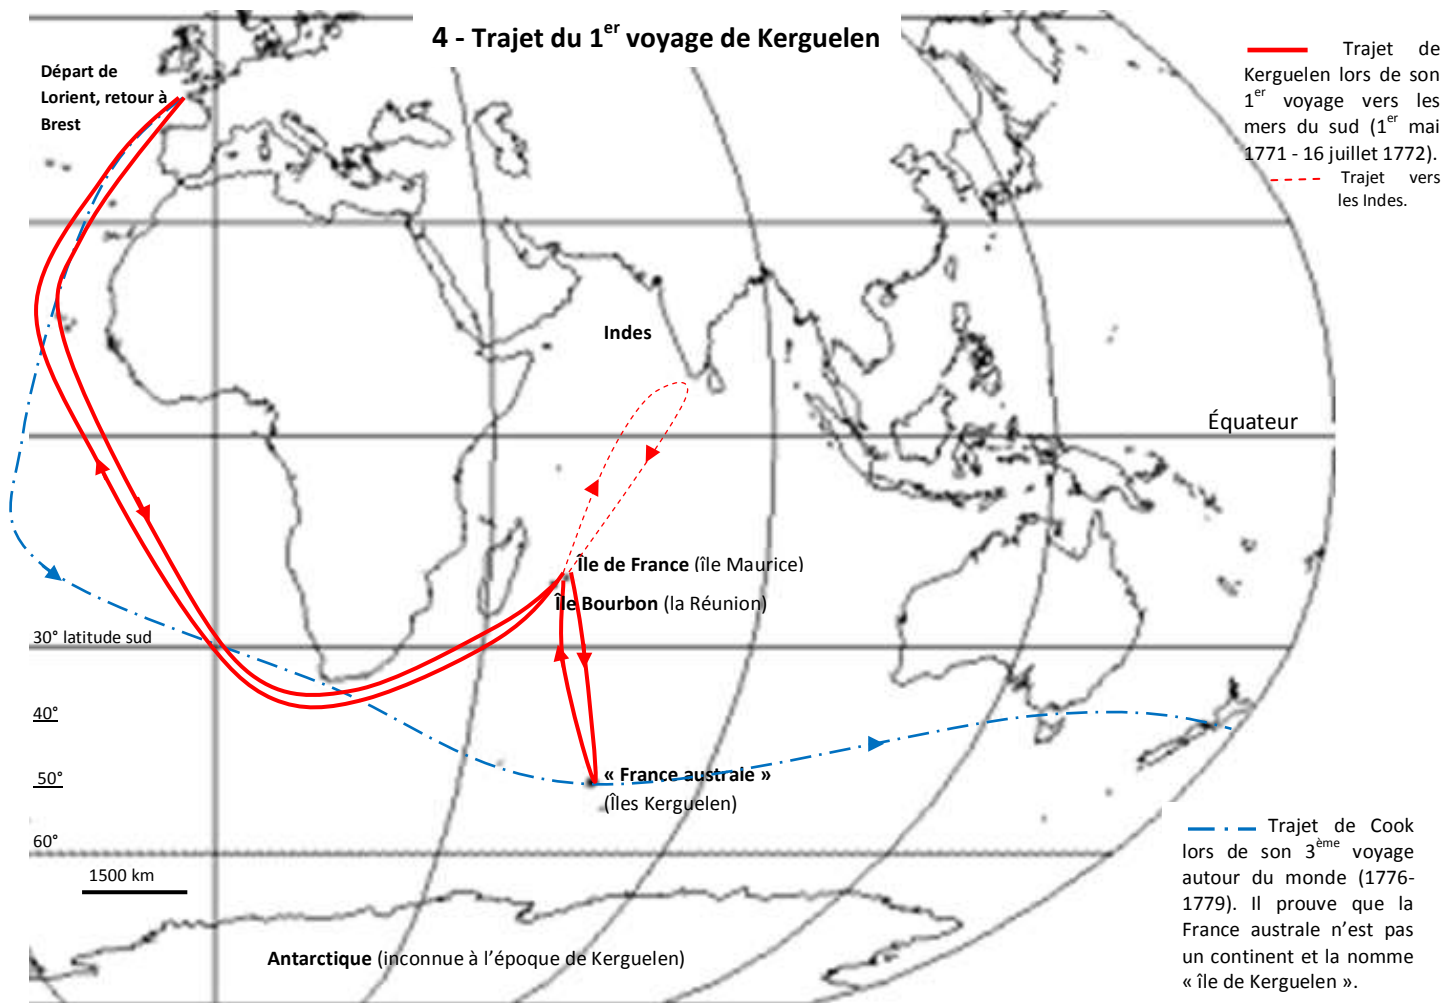 4 - Trajet du 1er voyage de Kerguelen
Départ de
Lorient, retour à
Brest
Trajet de
Kerguelen lors de son
1er voyage vers les
mers du sud (1er mai
1771 - 16 juillet 1772).
Trajet vers
les Indes.
Indes
Équateur
Île de France (île Maurice)
Île Bourbon (la Réunion)
30° latitude sud
40°
50°
« France australe »
(Îles Kerguelen)
60°
1500 km
Antarctique (inconnue à l’époque de Kerguelen)
Trajet de Cook
lors de son 3ème voyage
autour du monde (1776-
1779). Il prouve que la
France australe n’est pas
un continent et la nomme
« île de Kerguelen ».